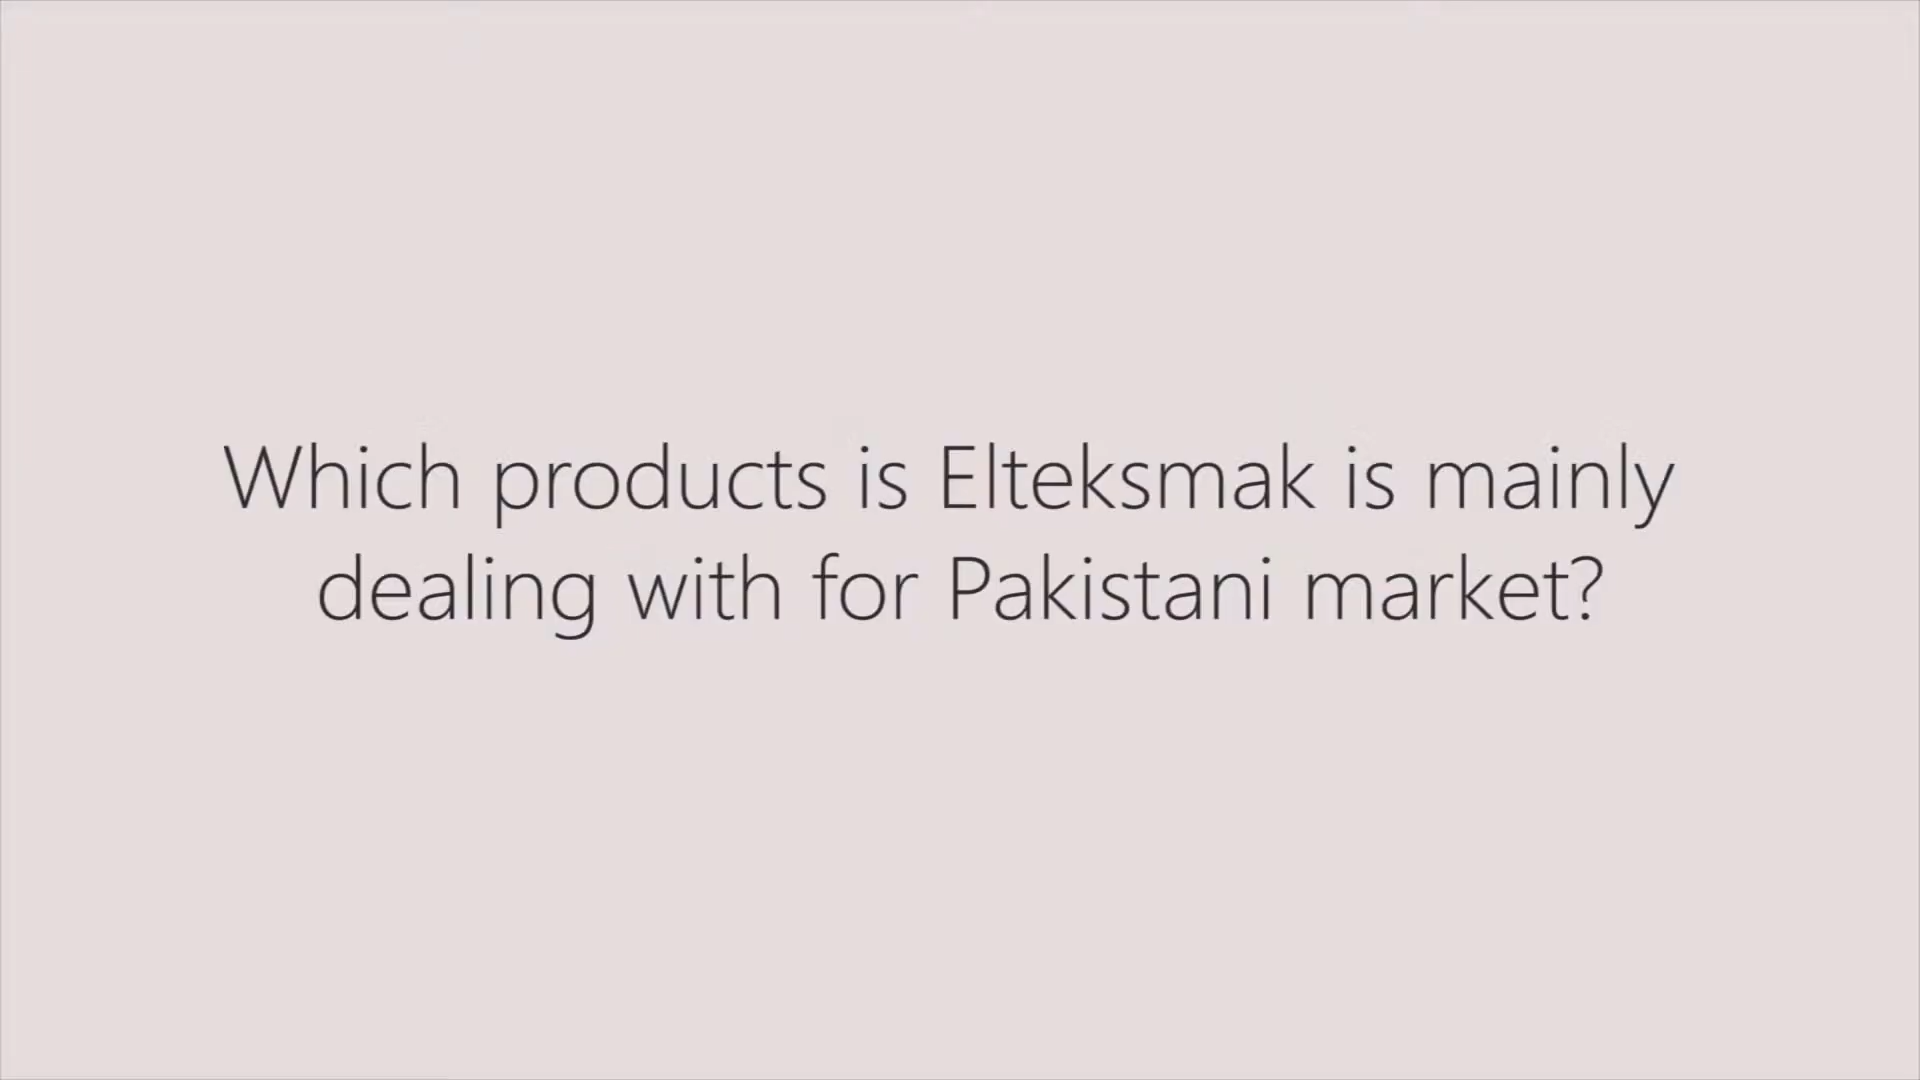 Which products is Elteksmak is mainly
dealing with for Pakistani market?